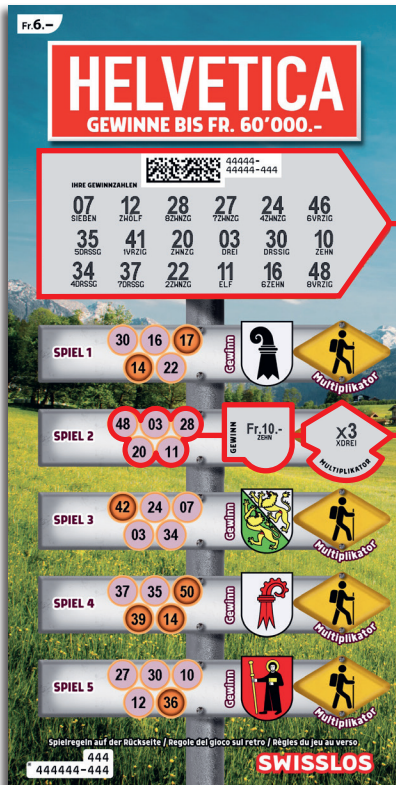 Fr.6.–
HELVETICA
GEWINNE BIS FR. 60’000.-
44444-
44444-444
IHRE GEWINNZAHLEN
07 12 28 27 24 46
SIEBEN ZWOLF 8ZWNZG 7ZWNZG 4ZWNZG 6VRZIG
35 41 20 03 30 10
5DRSSG 1VRZIG ZWNZG DREI DRSSIG ZEHN
34 37 22 11 16 48
4DRSSG 7DRSSG 2ZWNZG ELF 6ZEHN 8VRZIG
SPIEL 1 30 16 17 Gewinn
14 22 Multiplikator
SPIEL 2 48 03 28 GEWINN Fr.10.- X3
ZEHN XDREI
20 11 MULTIPLIKATOR
SPIEL 3 42 24 07 Gewinn
03 34 Multiplikator
SPIEL 4 37 35 50 Gewinn
39 14 Multiplikator
SPIEL 5 27 30 10 Gewinn
12 36 Multiplikator
Spielregeln auf der Rückseite / Regole del gioco sul retro / Règles du jeu au verso
444
444444-444
SWISSLOS